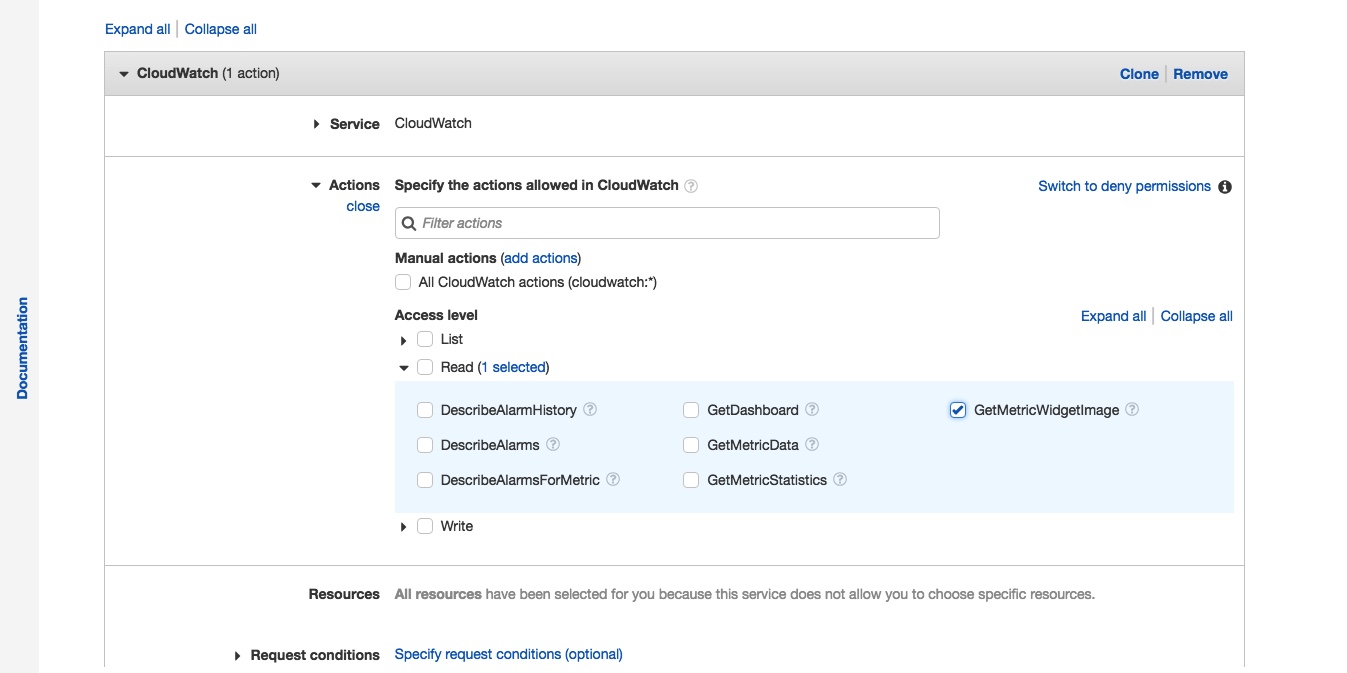 Expand all | Collapse all
CloudWatch (1 action) Clone | Remove
Service CloudWatch
Actions Specify the actions allowed in CloudWatch ? Switch to deny permissions i
close
Filter actions
Manual actions (add actions)
All CloudWatch actions (cloudwatch:*)
Access level Expand all | Collapse all
List
Read (1 selected)
DescribeAlarmHistory ? GetDashboard ? GetMetricWidgetImage ?
DescribeAlarms ? GetMetricData ?
DescribeAlarmsForMetric ? GetMetricStatistics ?
Write
Resources All resources have been selected for you because this service does not allow you to choose specific resources.
Request conditions Specify request conditions (optional)
Documentation